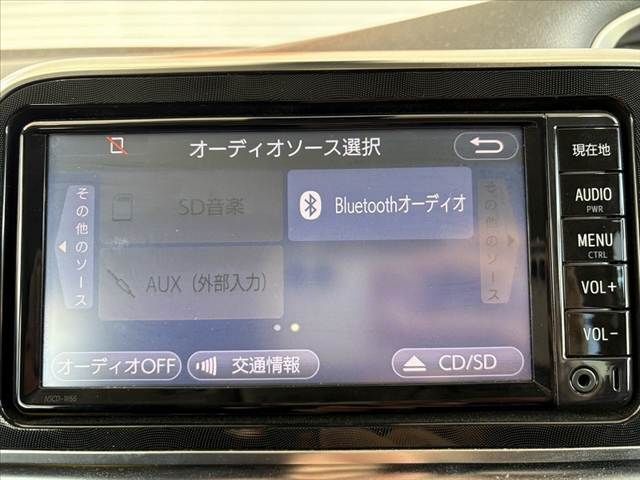 オーディオソース選択
現在地
その他のソース
SD音楽
Bluetoothオーディオ
その他のソース
AUDIO
PWR
AUX（外部入力）
MENU
CTRL
VOL+
オーディオOFF
交通情報
CD/SD
VOL-